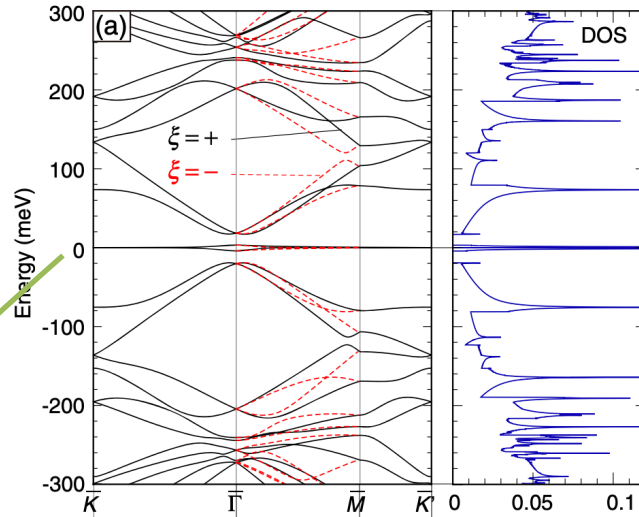 (a)
DOS
300
200
100
0
-100
-200
-300
Energy (meV)
ξ = +
ξ = −
K̅ Γ̅ M̅ K̅'
0 0.05 0.1